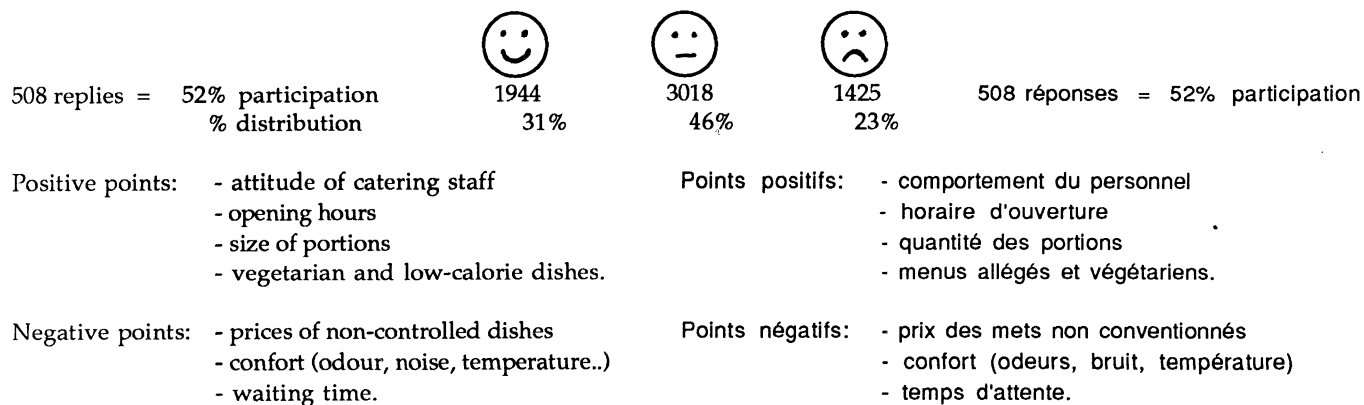 508 replies = 52% participation 1944 3018 1425 508 réponses = 52% participation
% distribution 31% 46% 23%
Positive points: - attitude of catering staff
- opening hours
- size of portions
- vegetarian and low-calorie dishes.
Points positifs: - comportement du personnel
- horaire d'ouverture
- quantité des portions
- menus allégés et végétariens.
Negative points: - prices of non-controlled dishes
- confort (odour, noise, temperature..)
- waiting time.
Points négatifs: - prix des mets non conventionnés
- confort (odeurs, bruit, température)
- temps d'attente.